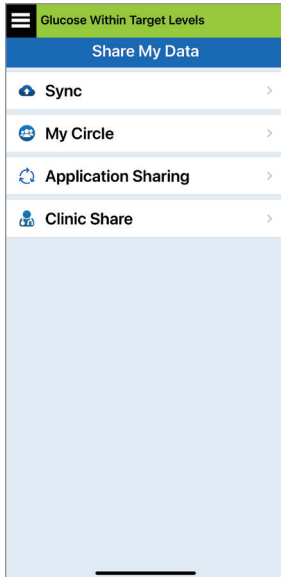 Glucose Within Target Levels
Share My Data
Sync
My Circle
Application Sharing
Clinic Share